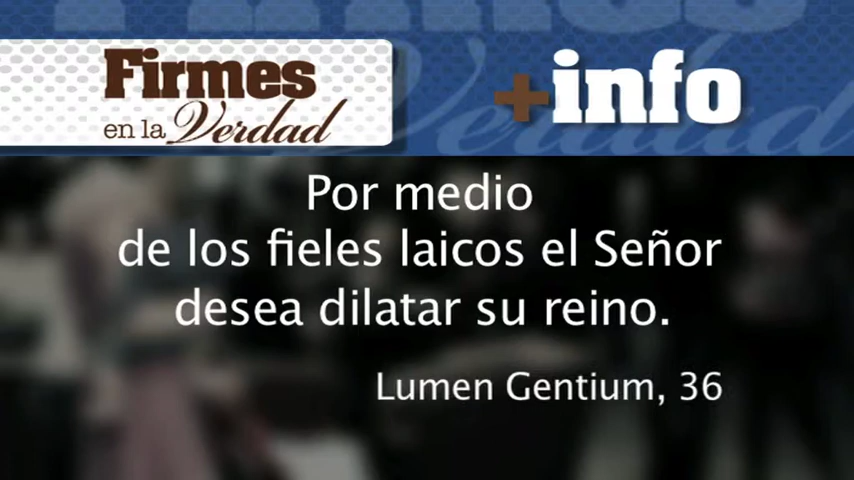 Firmes
en la Verdad
+info
Por medio
de los fieles laicos el Señor
desea dilatar su reino.
Lumen Gentium, 36